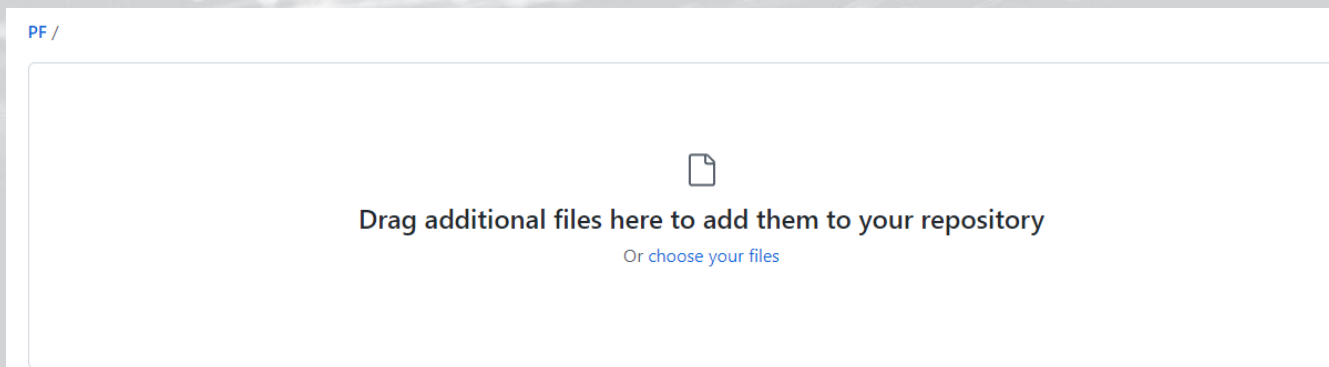 PF /
Drag additional files here to add them to your repository
Or choose your files